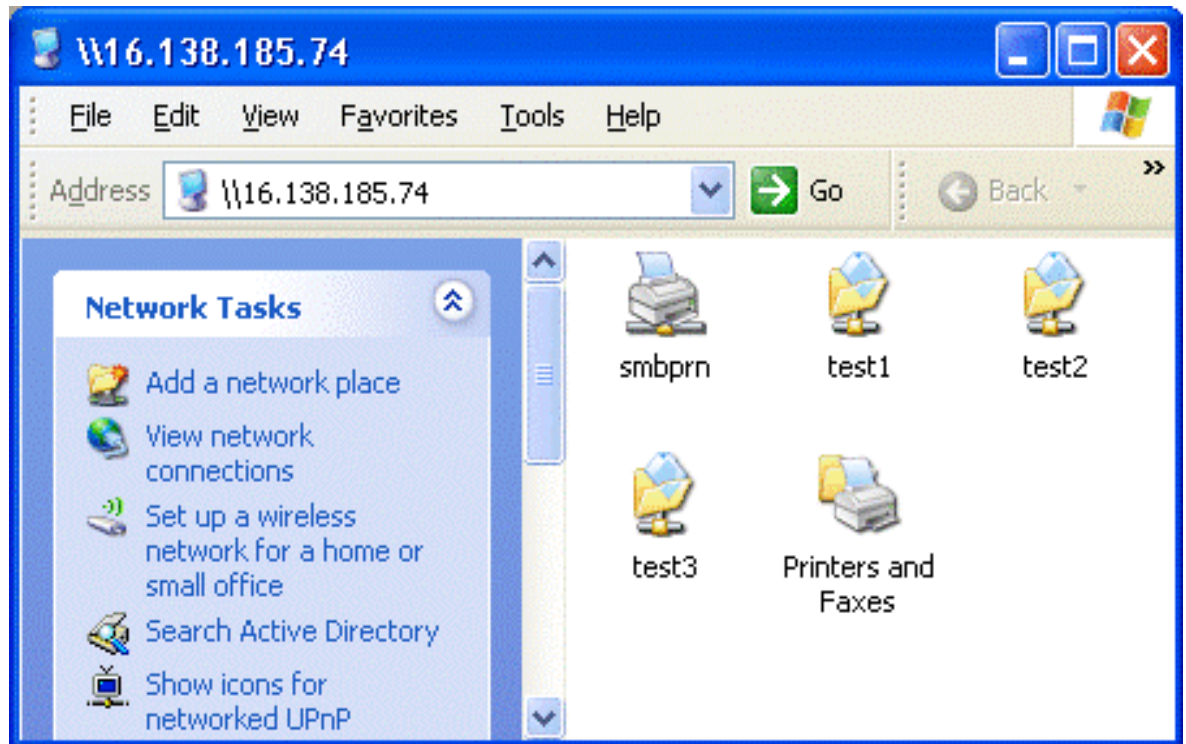 \\16.138.185.74
File Edit View Favorites Tools Help
Address \\16.138.185.74 Go Back »
Network Tasks
Add a network place
View network
connections
Set up a wireless
network for a home or
small office
Search Active Directory
Show icons for
networked UPnP
smbprn test1 test2
test3 Printers and
Faxes